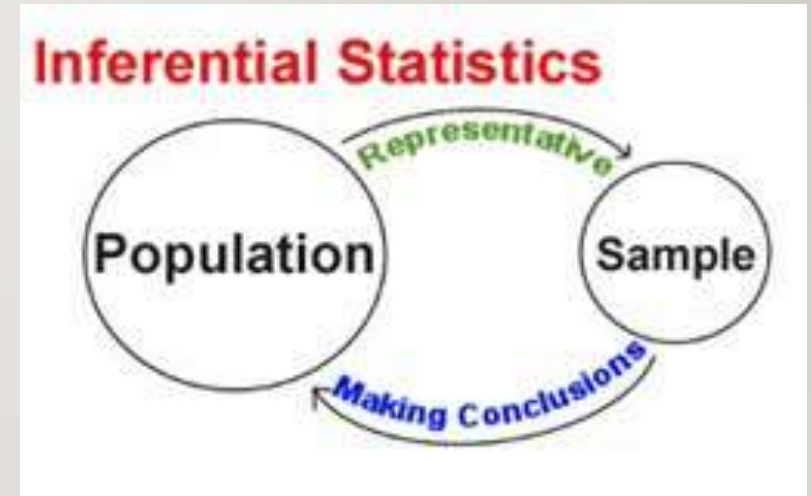 Inferential Statistics
Representative
Population
Sample
Making Conclusions